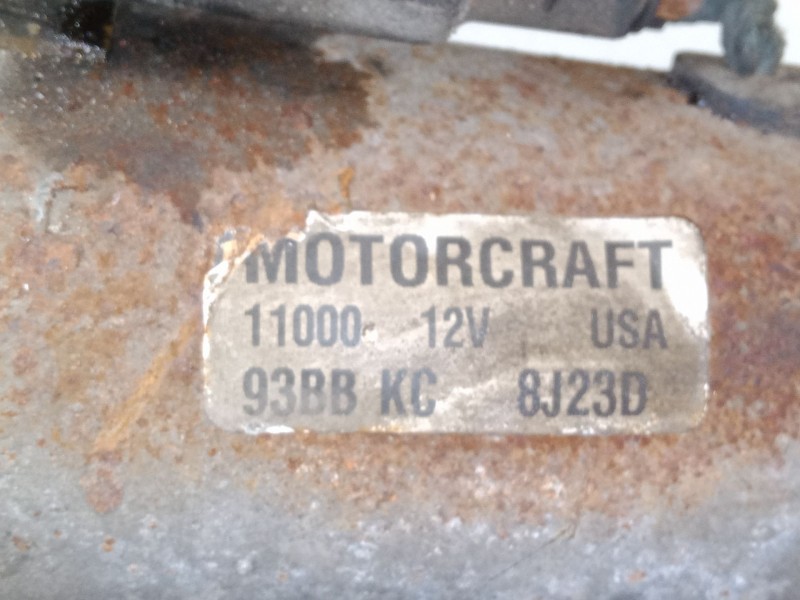 MOTORCRAFT
11000 12V USA
93BB KC 8J23D